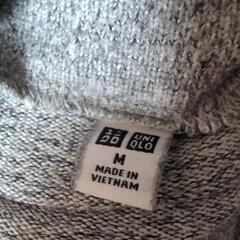 ユニ UNI
クロ QLO
M
MADE IN
VIETNAM